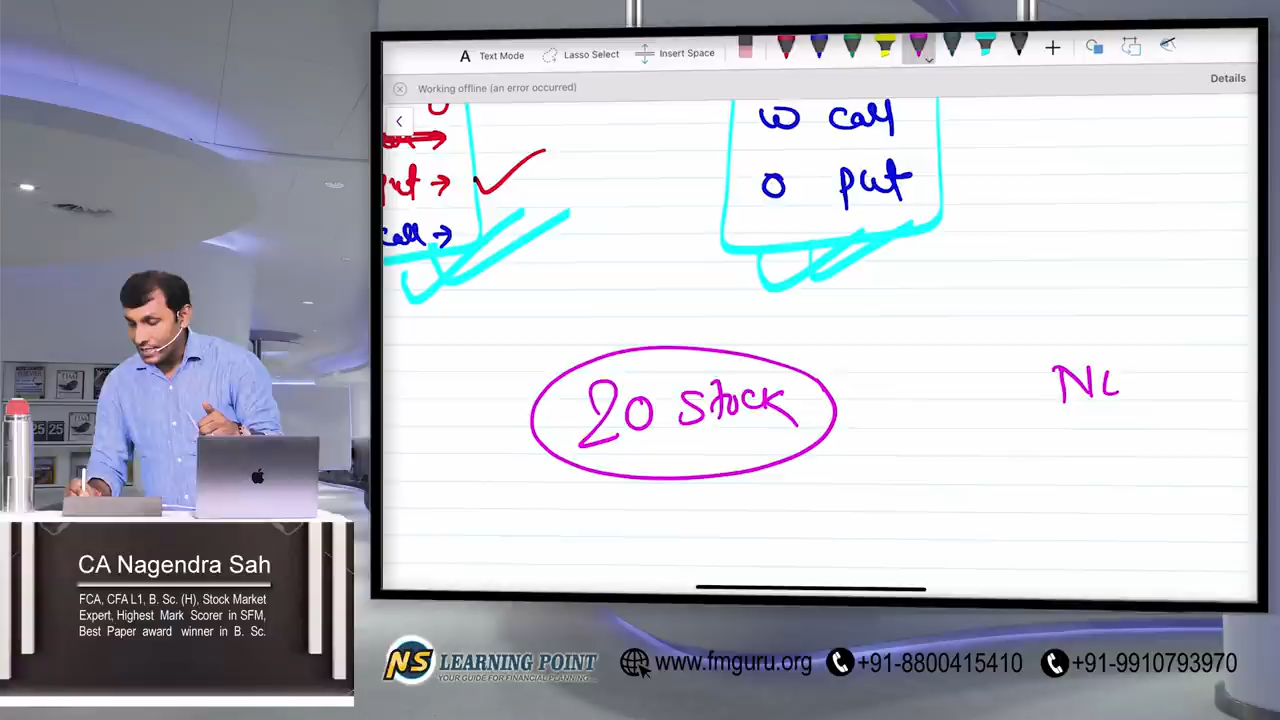 A Text Mode Lasso Select Insert Space
Working offline (an error occurred)
Details
put →
call →
w call
o put
20 Stock
CA Nagendra Sah
FCA, CFA L1, B. Sc. (H), Stock Market
Expert, Highest Mark Scorer in SFM,
Best Paper award winner in B. Sc.
NS LEARNING POINT
YOUR GUIDE FOR FINANCIAL PLANNING....
www.fmguru.org
+91-8800415410
+91-9910793970